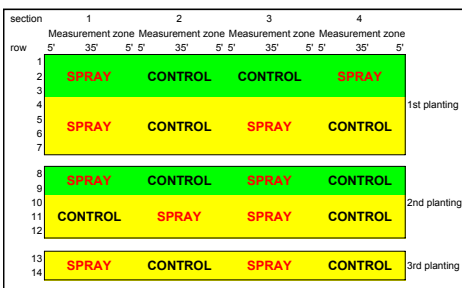 section 1 2 3 4
Measurement zone Measurement zone Measurement zone Measurement zone
row 5' 35' 5' 5' 35' 5' 5' 35' 5' 5' 35' 5'
1
2 SPRAY CONTROL CONTROL SPRAY
3
4 1st planting
5
SPRAY CONTROL SPRAY CONTROL
6
7
8
SPRAY CONTROL SPRAY CONTROL
9
10 2nd planting
11 CONTROL SPRAY SPRAY CONTROL
12
13
SPRAY CONTROL SPRAY CONTROL 3rd planting
14